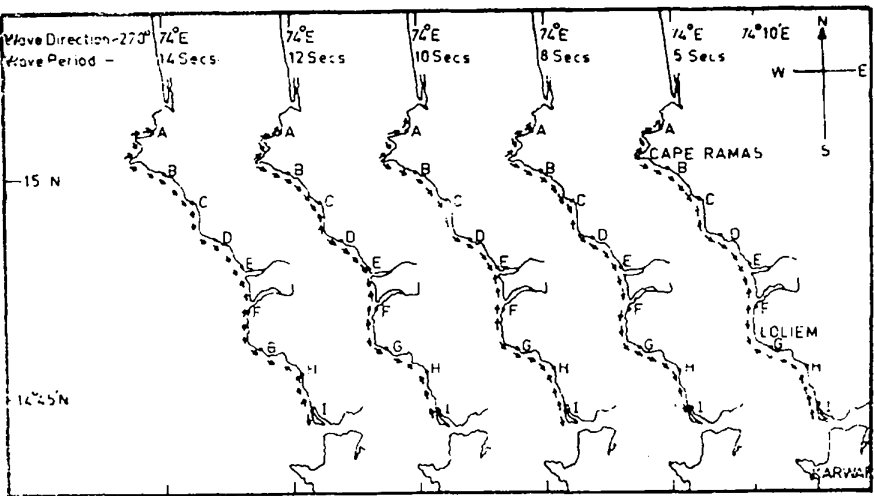 Wave Direction-270° 74°E 74°E 74°E 74°E 74°E 74°10'E N
Wave Period - 14 Secs 12 Secs 10 Secs 8 Secs 5 Secs
W E
S
A A A A A
CAPE RAMAS
B B B B B
15 N
C C C C C
D D D D D
E E E E E
F F F F F
LOLIEM
G G G G G
H H H H H
14°45'N
I I I I I
KARWAR